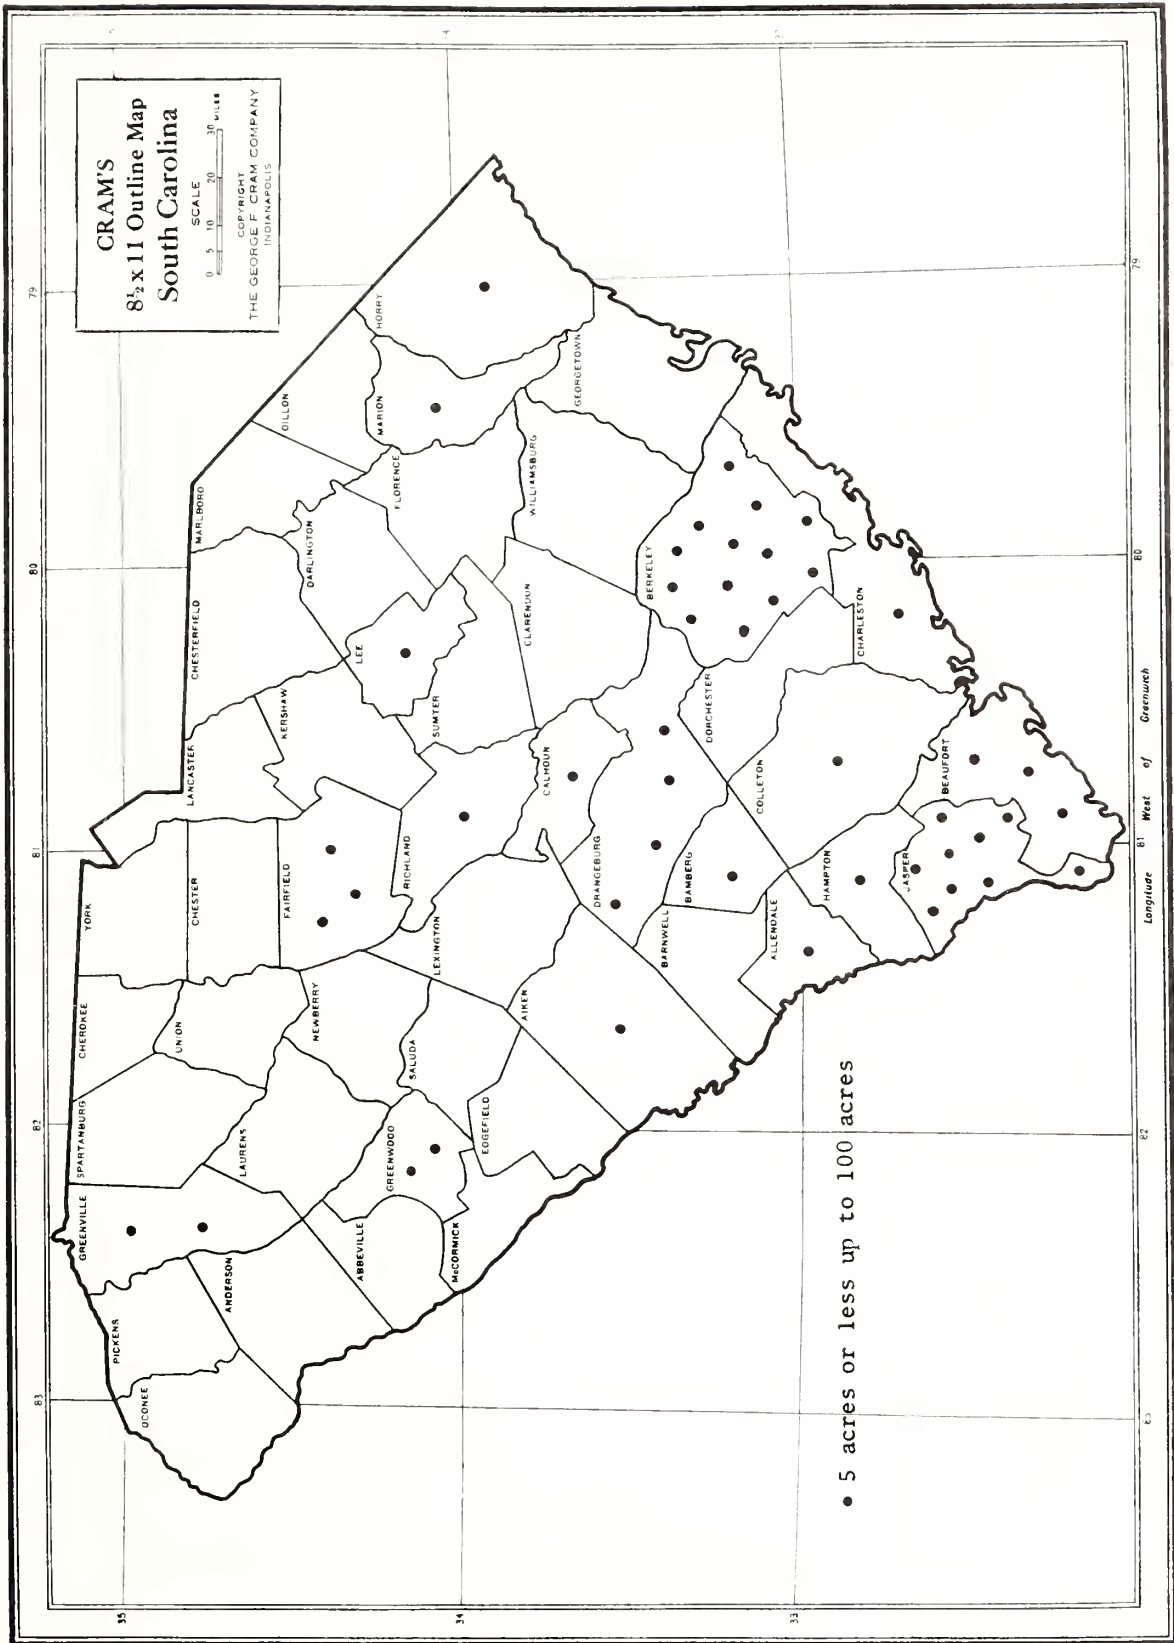 CRAM'S
8½ x 11 Outline Map
South Carolina
SCALE
0 5 10 20 30 MILES
COPYRIGHT
THE GEORGE F CRAM COMPANY
INDIANAPOLIS
83
82
81
80
79
35
34
33
OCONEE
PICKENS
GREENVILLE
SPARTANBURG
CHEROKEE
YORK
ANDERSON
LAURENS
UNION
CHESTER
LANCASTER
CHESTERFIELD
MARLBORO
ABBEVILLE
GREENWOOD
NEWBERRY
FAIRFIELD
KERSHAW
DARLINGTON
DILLON
McCORMICK
SALUDA
LEXINGTON
RICHLAND
LEE
FLORENCE
MARION
HORRY
EDGEFIELD
AIKEN
CALHOUN
SUMTER
CLARENDON
WILLIAMSBURG
GEORGETOWN
ORANGEBURG
BARNWELL
BAMBERG
BERKELEY
DORCHESTER
ALLENDALE
HAMPTON
COLLETON
CHARLESTON
JASPER
BEAUFORT
• 5 acres or less up to 100 acres
82
81
80
79
Longitude West of Greenwich